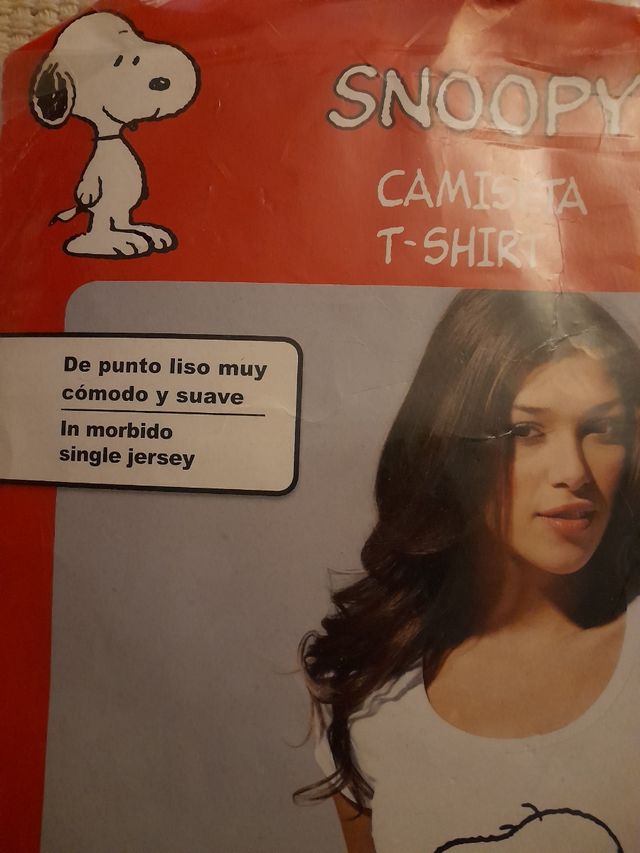 SNOOPY
CAMISETA
T-SHIRT
De punto liso muy
cómodo y suave
In morbido
single jersey